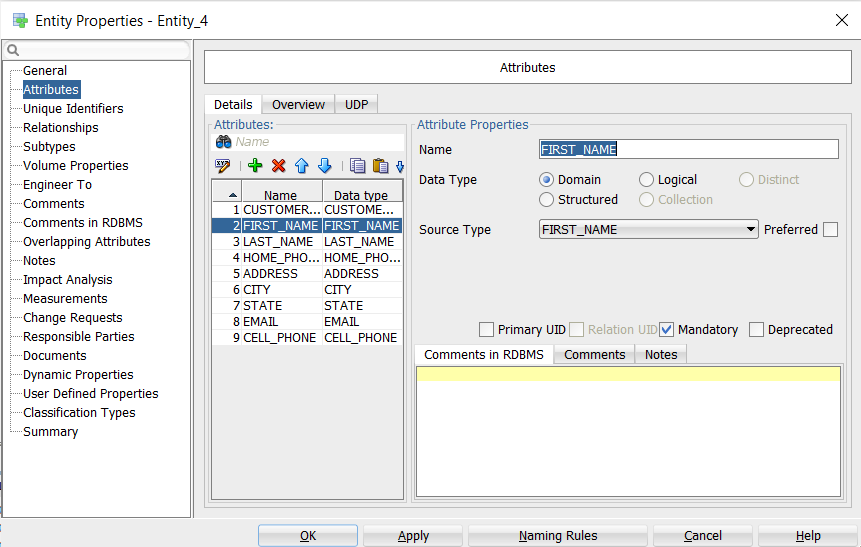 Entity Properties - Entity_4
General
Attributes
Unique Identifiers
Relationships
Subtypes
Volume Properties
Engineer To
Comments
Comments in RDBMS
Overlapping Attributes
Notes
Impact Analysis
Measurements
Change Requests
Responsible Parties
Documents
Dynamic Properties
User Defined Properties
Classification Types
Summary
Attributes
Details Overview UDP
Attributes:
Name
Name Data type
1 CUSTOMER... CUSTOME...
2 FIRST_NAME FIRST_NAME
3 LAST_NAME LAST_NAME
4 HOME_PHO... HOME_PHO...
5 ADDRESS ADDRESS
6 CITY CITY
7 STATE STATE
8 EMAIL EMAIL
9 CELL_PHONE CELL_PHONE
Attribute Properties
Name FIRST_NAME
Data Type Domain Logical Distinct
Structured Collection
Source Type FIRST_NAME Preferred
Primary UID Relation UID Mandatory Deprecated
Comments in RDBMS Comments Notes
OK Apply Naming Rules Cancel Help